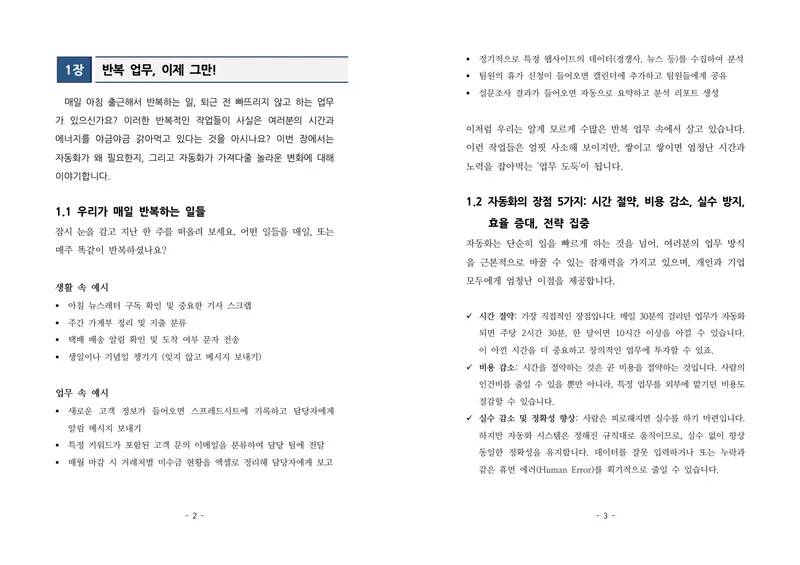 1장 반복 업무, 이제 그만!
매일 아침 출근해서 반복하는 일, 퇴근 전 빠뜨리지 않고 하는 업무
가 있으신가요? 이러한 반복적인 작업들이 사실은 여러분의 시간과
에너지를 야금야금 갉아먹고 있다는 것을 아시나요? 이번 장에서는
자동화가 왜 필요한지, 그리고 자동화가 가져다줄 놀라운 변화에 대해
이야기합니다.
1.1 우리가 매일 반복하는 일들
잠시 눈을 감고 지난 한 주를 떠올려 보세요. 어떤 일들을 매일, 또는
매주 똑같이 반복하셨나요?
생활 속 예시
▪ 아침 뉴스레터 구독 확인 및 중요한 기사 스크랩
▪ 주간 가계부 정리 및 지출 분류
▪ 택배 배송 알림 확인 및 도착 여부 문자 전송
▪ 생일이나 기념일 챙기기 (잊지 않고 메시지 보내기)
업무 속 예시
▪ 새로운 고객 정보가 들어오면 스프레드시트에 기록하고 담당자에게
알림 메시지 보내기
▪ 특정 키워드가 포함된 고객 문의 이메일을 분류하여 담당 팀에 전달
▪ 매월 마감 시 거래처별 미수금 현황을 엑셀로 정리해 담당자에게 보고
- 2 -
▪ 정기적으로 특정 웹사이트의 데이터(경쟁사, 뉴스 등)를 수집하여 분석
▪ 팀원의 휴가 신청이 들어오면 캘린더에 추가하고 팀원들에게 공유
▪ 설문조사 결과가 들어오면 자동으로 요약하고 분석 리포트 생성
이처럼 우리는 알게 모르게 수많은 반복 업무 속에서 살고 있습니다.
이런 작업들은 얼핏 사소해 보이지만, 쌓이고 쌓이면 엄청난 시간과
노력을 잡아먹는 '업무 도둑'이 됩니다.
1.2 자동화의 장점 5가지: 시간 절약, 비용 감소, 실수 방지,
효율 증대, 전략 집중
자동화는 단순히 일을 빠르게 하는 것을 넘어, 여러분의 업무 방식
을 근본적으로 바꿀 수 있는 잠재력을 가지고 있으며, 개인과 기업
모두에게 엄청난 이점을 제공합니다.
✓ 시간 절약: 가장 직접적인 장점입니다. 매일 30분씩 걸리던 업무가 자동화
되면 주당 2시간 30분, 한 달이면 10시간 이상을 아낄 수 있습니다.
이 아낀 시간을 더 중요하고 창의적인 업무에 투자할 수 있죠.
✓ 비용 감소: 시간을 절약하는 것은 곧 비용을 절약하는 것입니다. 사람의
인건비를 줄일 수 있을 뿐만 아니라, 특정 업무를 외부에 맡기던 비용도
절감할 수 있습니다.
✓ 실수 감소 및 정확성 향상: 사람은 피로해지면 실수를 하기 마련입니다.
하지만 자동화 시스템은 정해진 규칙대로 움직이므로, 실수 없이 항상
동일한 정확성을 유지합니다. 데이터를 잘못 입력하거나 또는 누락과
같은 휴먼 에러(Human Error)를 획기적으로 줄일 수 있습니다.
- 3 -